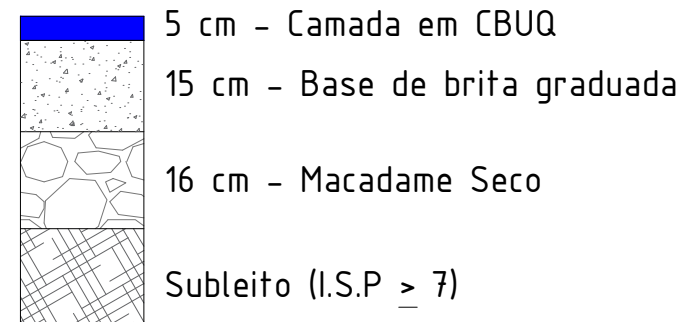 5 cm - Camada em CBUQ
15 cm - Base de brita graduada
16 cm - Macadame Seco
Subleito (I.S.P ≥ 7)